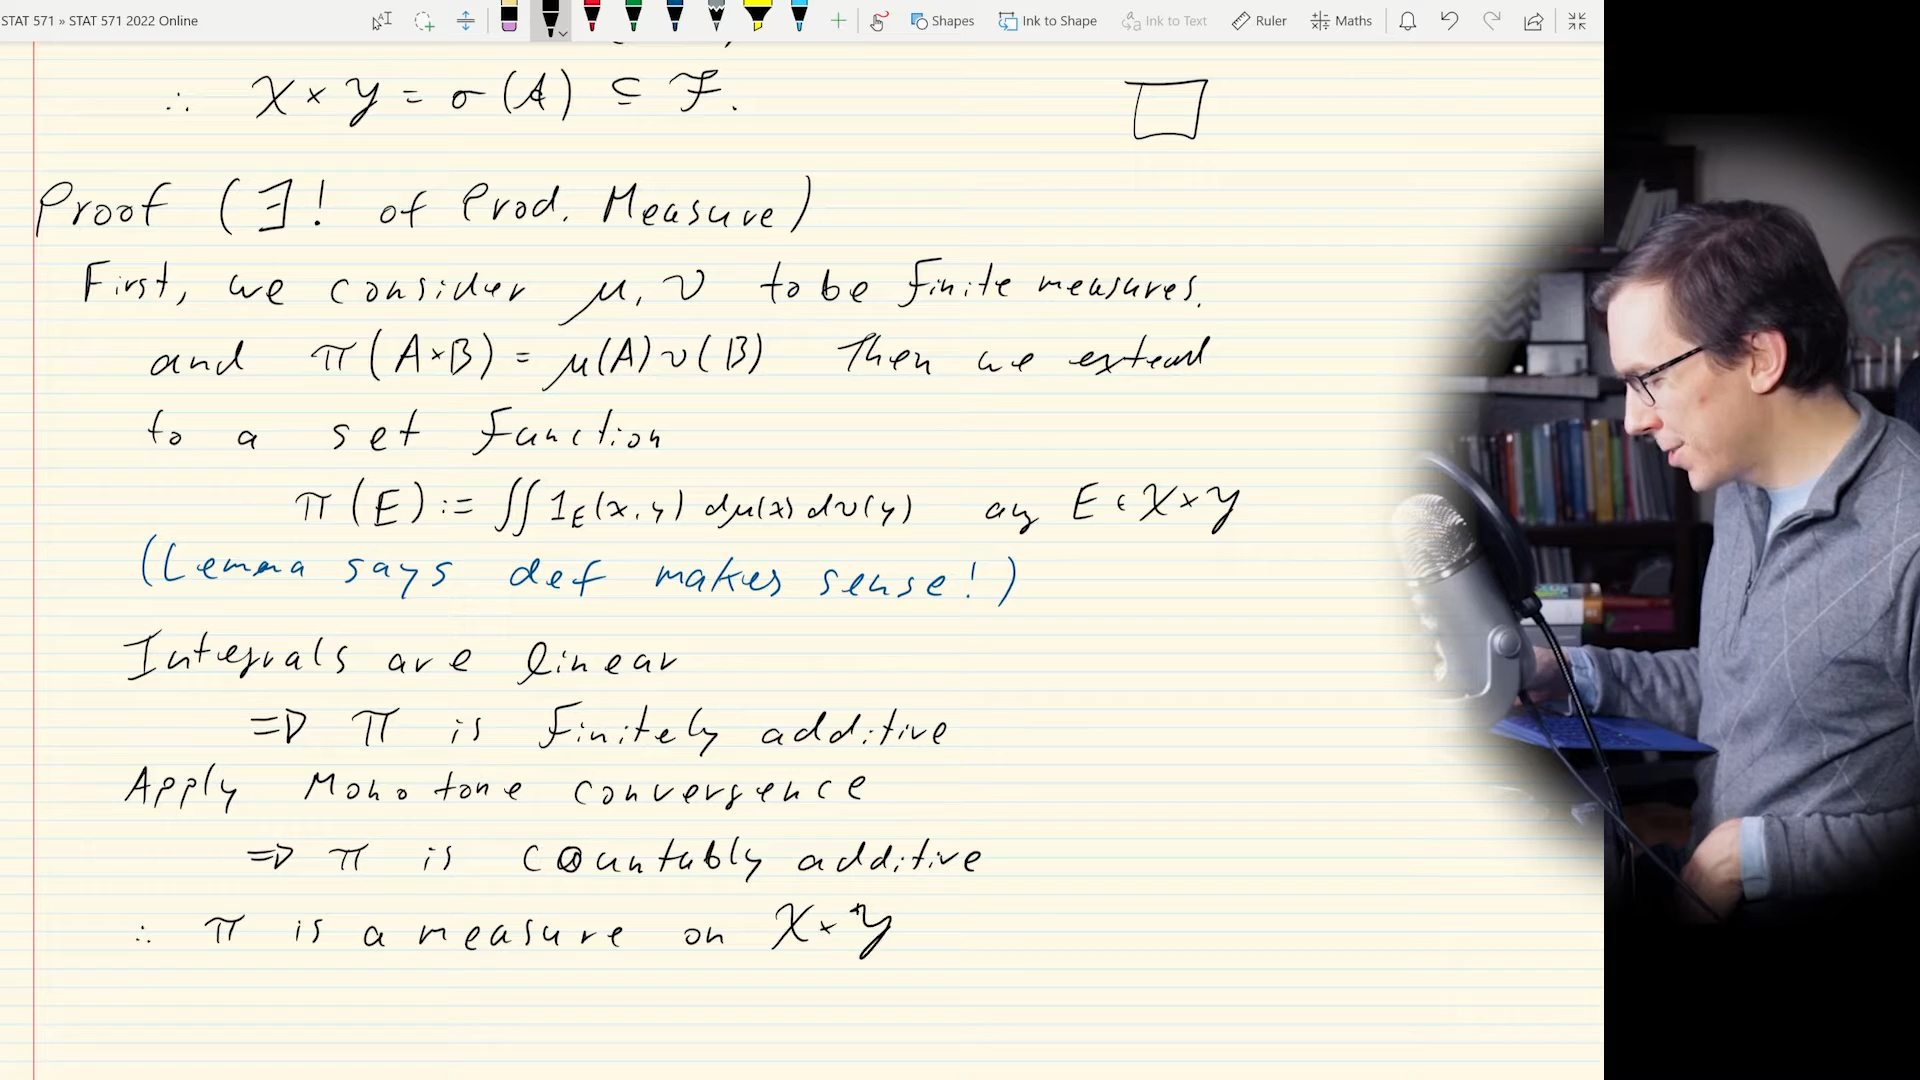 STAT 571 » STAT 571 2022 Online
Shapes Ink to Shape Ink to Text Ruler Maths
∴ 𝒳 × 𝒴 = σ(𝒜) ⊆ ℱ.
Proof (∃! of Prod. Measure)
First, we consider μ, ν to be finite measures.
and π(A×B) = μ(A)ν(B) Then we extend
to a set function
π(E) := ∬ 1_E(x,y) dμ(x) dν(y) any E ∈ 𝒳×𝒴
(Lemma says def makes sense!)
Integrals are linear
⇒ π is finitely additive
Apply Monotone convergence
⇒ π is countably additive
∴ π is a measure on 𝒳×𝒴